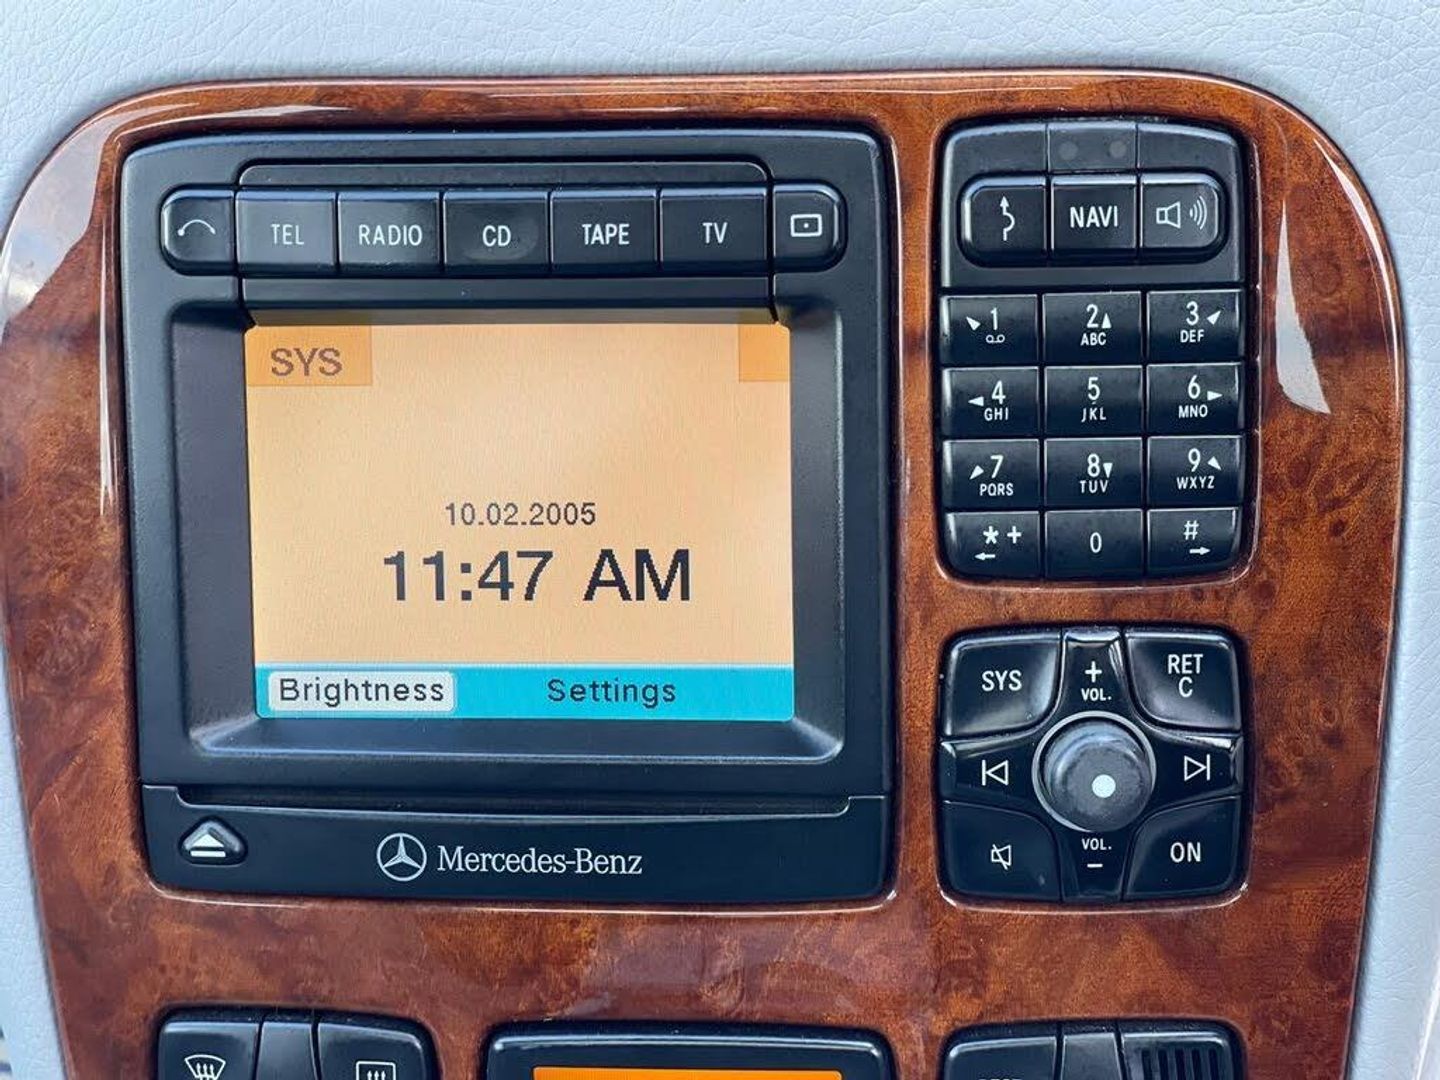 TEL RADIO CD TAPE TV
NAVI
SYS
10.02.2005
11:47 AM
Brightness Settings
Mercedes-Benz
1 2 3
ABC DEF
4 5 6
GHI JKL MNO
7 8 9
PQRS TUV WXYZ
* + 0 #
SYS + RET
VOL. C
VOL. ON
-